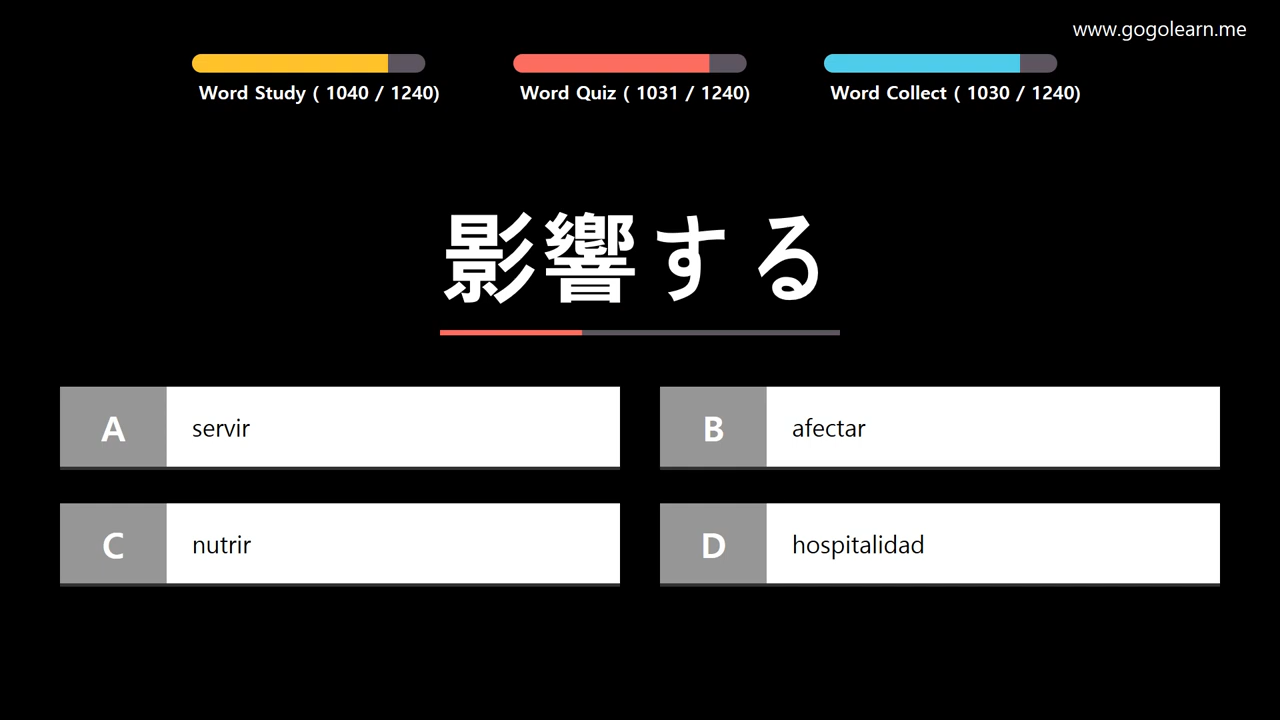 www.gogolearn.me
Word Study ( 1040 / 1240)
Word Quiz ( 1031 / 1240)
Word Collect ( 1030 / 1240)
影響する
A servir
B afectar
C nutrir
D hospitalidad